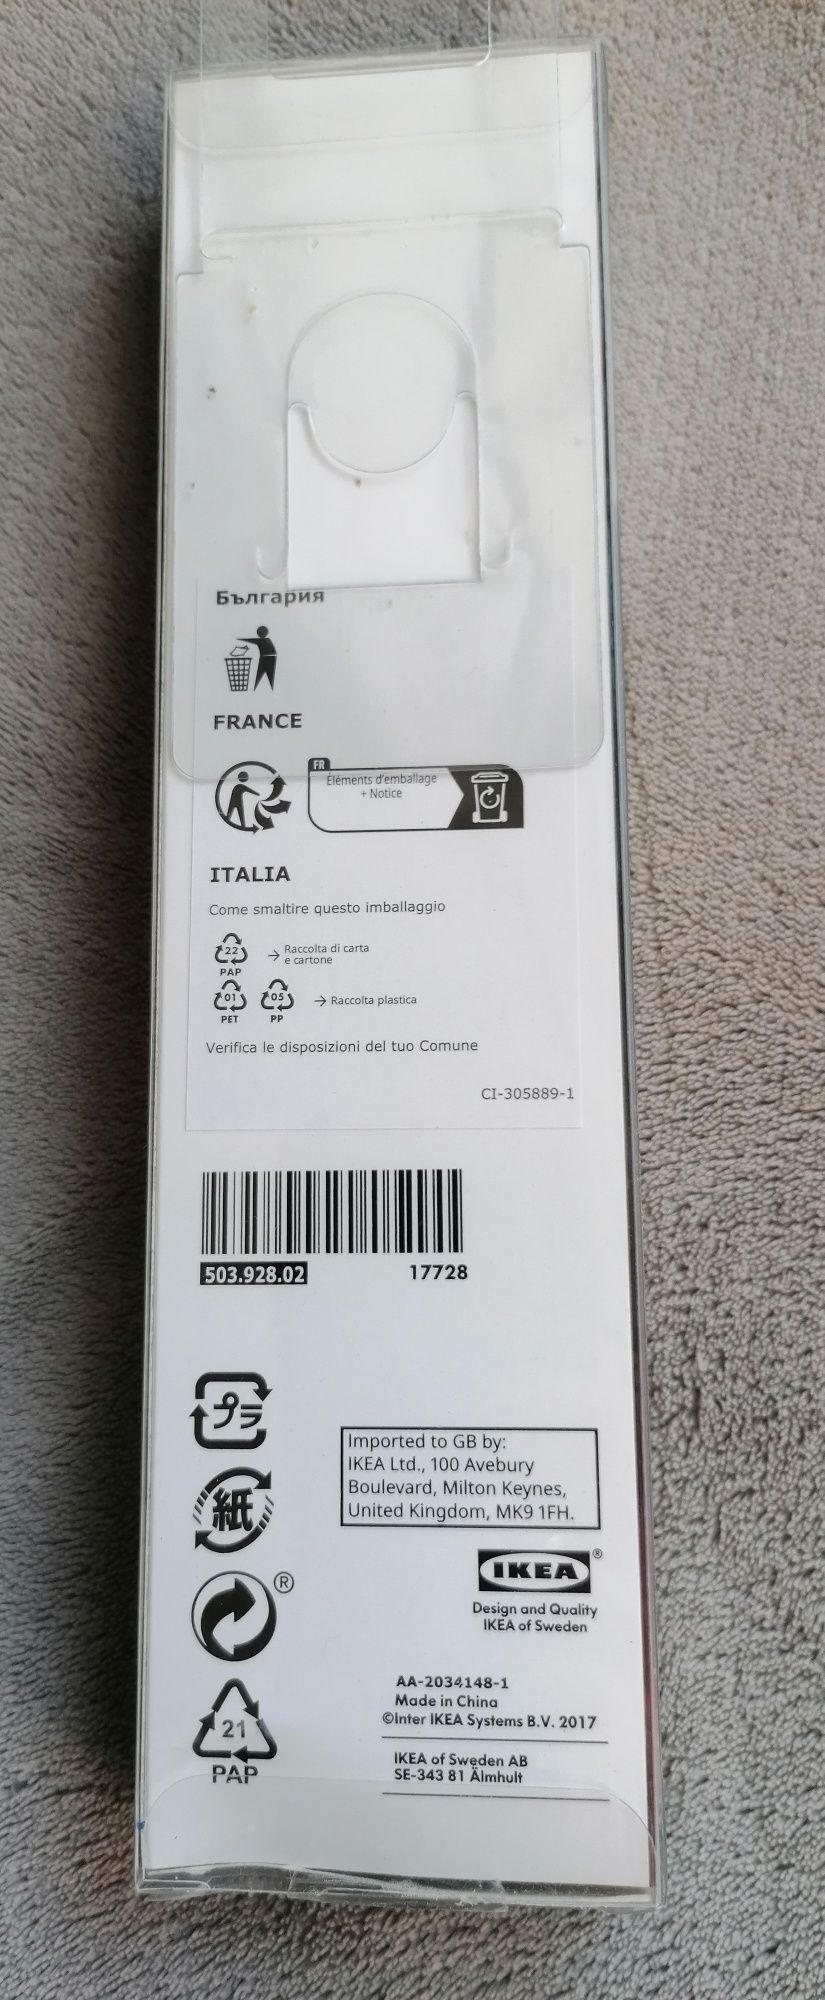 България
FRANCE
FR
Éléments d'emballage
+ Notice
ITALIA
Come smaltire questo imballaggio
22
PAP
→ Raccolta di carta
e cartone
01
PET
05
PP
→ Raccolta plastica
Verifica le disposizioni del tuo Comune
CI-305889-1
503.928.02
17728
プラ
紙
®
21
PAP
Imported to GB by:
IKEA Ltd., 100 Avebury
Boulevard, Milton Keynes,
United Kingdom, MK9 1FH.
IKEA®
Design and Quality
IKEA of Sweden
AA-2034148-1
Made in China
©Inter IKEA Systems B.V. 2017
IKEA of Sweden AB
SE-343 81 Älmhult